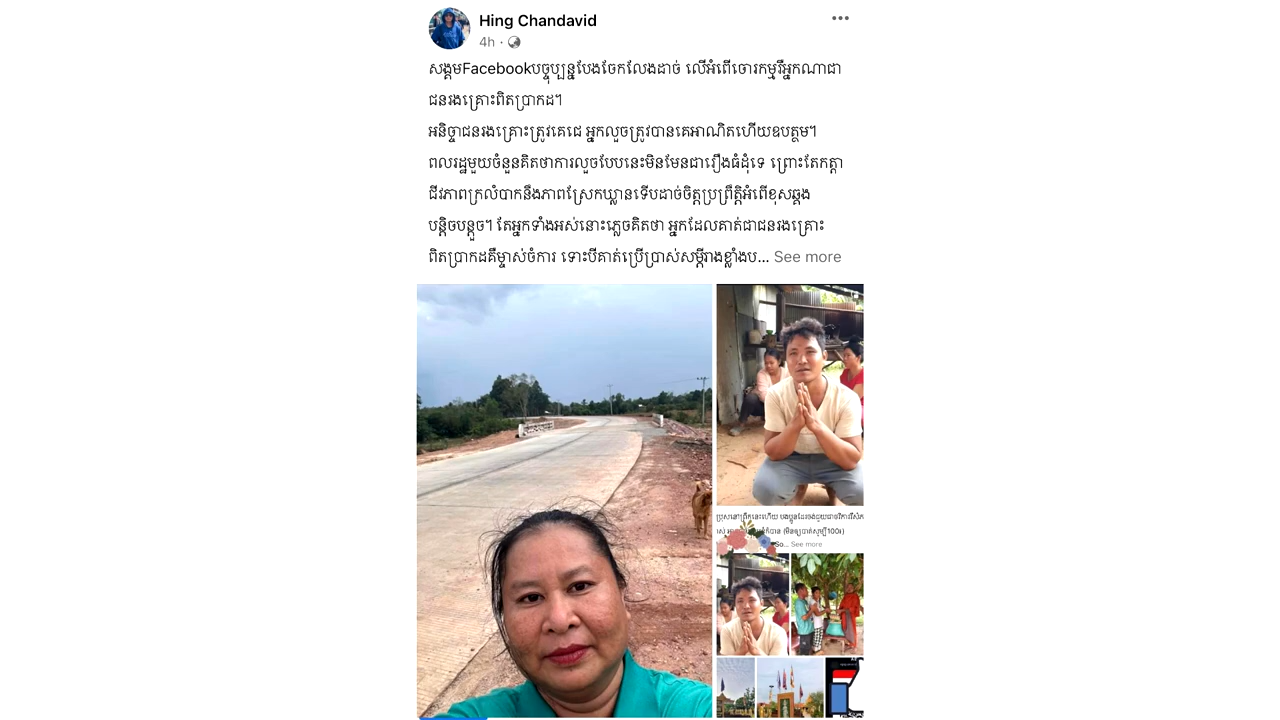 Hing Chandavid
4h ·
សង្គមFacebookបច្ចុប្បន្នបែងចែកលែងដាច់ លើអំពើចោរកម្មរឺអ្នកណាជា
ជនរងគ្រោះពិតប្រាកដ។
អនិច្ចាជនរងគ្រោះត្រូវគេជេ អ្នកលួចត្រូវបានគេអាណិតហើយឧបត្ថម។
ពលរដ្ឋមួយចំនួនគិតថាការលួចបែបនេះមិនមែនជារឿងធំដុំទេ ព្រោះតែកត្តា
ជីវភាពក្រលំបាកនឹងភាពស្រែកឃ្លានទើបដាច់ចិត្តប្រព្រឹត្តិអំពើខុសឆ្គង
បន្តិចបន្តួច។ តែអ្នកទាំងអស់នោះភ្លេចគិតថា អ្នកដែលគាត់ជាជនរងគ្រោះ
ពិតប្រាកដគឺម្ចាស់ចំការ ទោះបីគាត់ប្រើប្រាស់សម្តីរាងខ្លាំងប... See more
So... See more